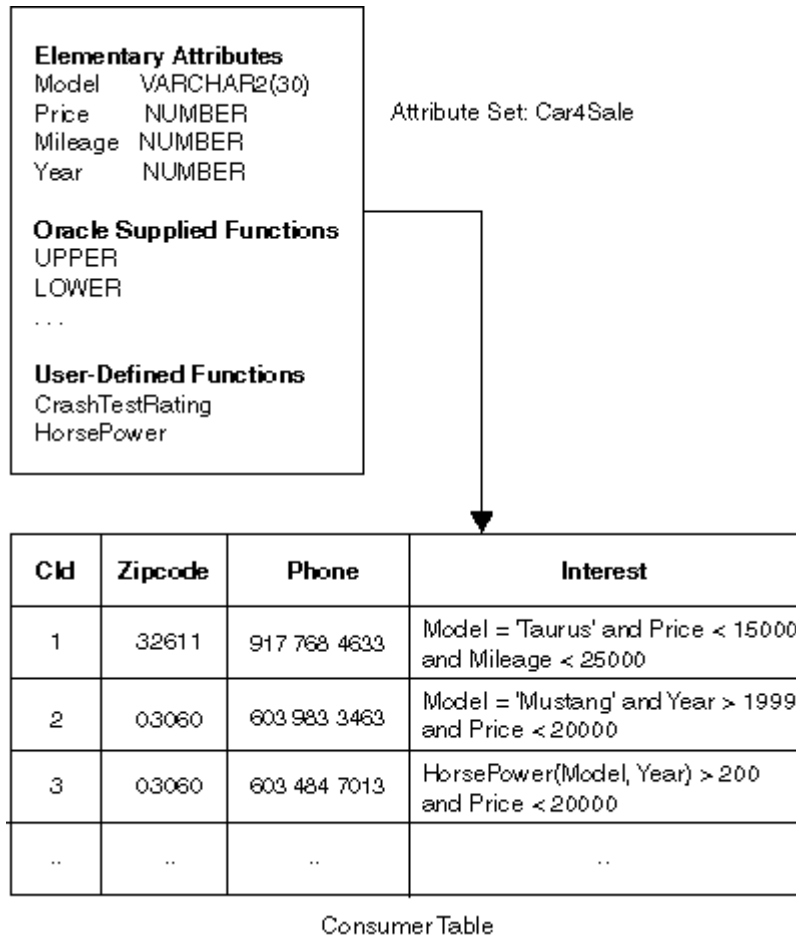 Elementary Attributes
Model VARCHAR2(30)
Price NUMBER
Mileage NUMBER
Year NUMBER
Attribute Set: Car4Sale
Oracle Supplied Functions
UPPER
LOWER
. . .
User-Defined Functions
CrashTestRating
HorsePower
CId Zipcode Phone Interest
1 32611 917 768 4633 Model = 'Taurus' and Price < 15000
and Mileage < 25000
2 03060 603 983 3463 Model = 'Mustang' and Year > 1999
and Price < 20000
3 03060 603 484 7013 HorsePower(Model, Year) > 200
and Price < 20000
.. .. .. ..
Consumer Table